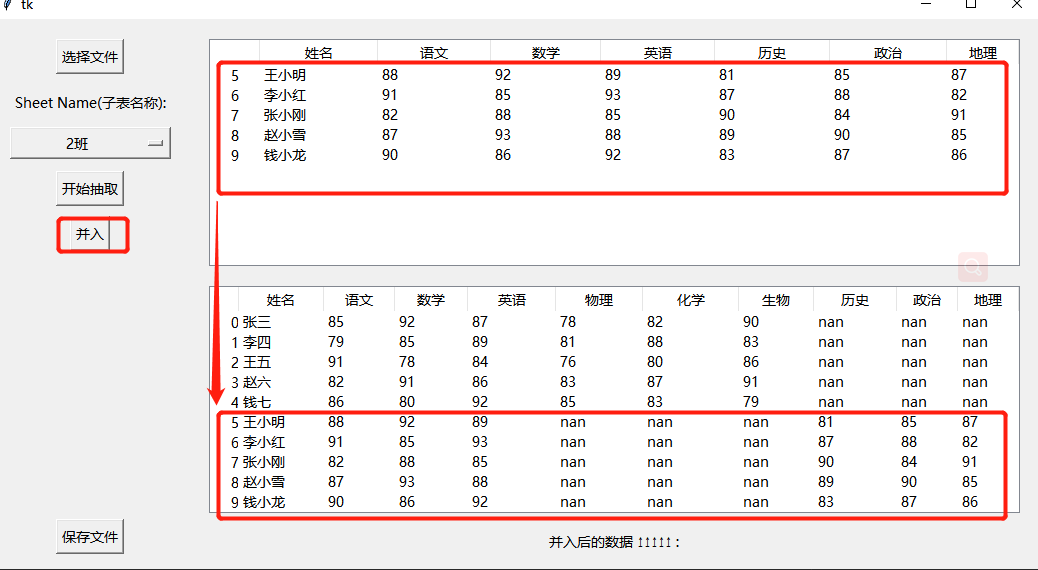 tk
选择文件
Sheet Name(子表名称):
2班
开始抽取
并入
保存文件
姓名 语文 数学 英语 历史 政治 地理
5 王小明 88 92 89 81 85 87
6 李小红 91 85 93 87 88 82
7 张小刚 82 88 85 90 84 91
8 赵小雪 87 93 88 89 90 85
9 钱小龙 90 86 92 83 87 86
姓名 语文 数学 英语 物理 化学 生物 历史 政治 地理
0 张三 85 92 87 78 82 90 nan nan nan
1 李四 79 85 89 81 88 83 nan nan nan
2 王五 91 78 84 76 80 86 nan nan nan
3 赵六 82 91 86 83 87 91 nan nan nan
4 钱七 86 80 92 85 83 79 nan nan nan
5 王小明 88 92 89 nan nan nan 81 85 87
6 李小红 91 85 93 nan nan nan 87 88 82
7 张小刚 82 88 85 nan nan nan 90 84 91
8 赵小雪 87 93 88 nan nan nan 89 90 85
9 钱小龙 90 86 92 nan nan nan 83 87 86
并入后的数据 ↑↑↑↑↑ :